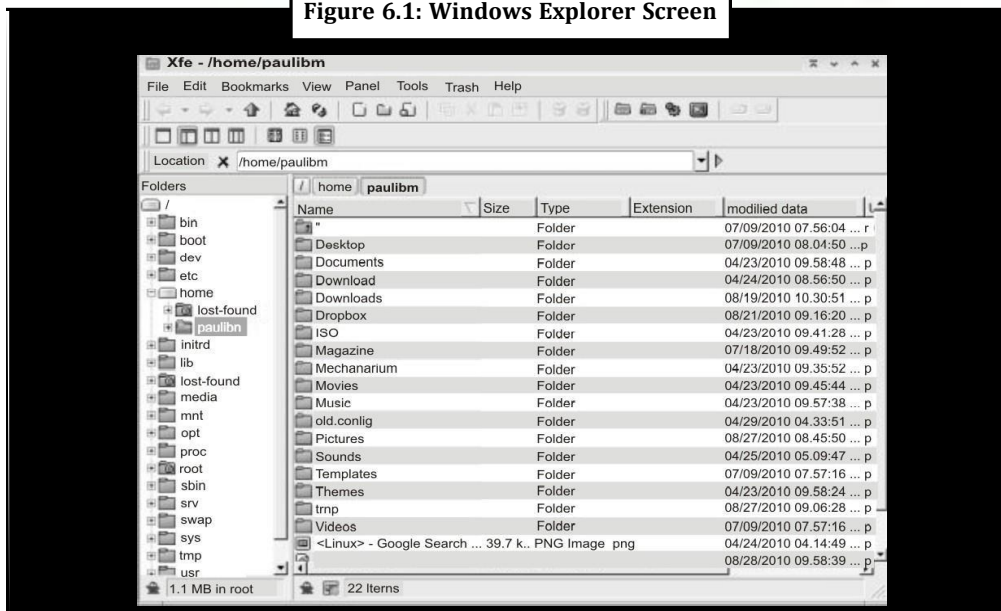 Figure 6.1: Windows Explorer Screen
Xfe - /home/paulibm
File Edit Bookmarks View Panel Tools Trash Help
Location /home/paulibm
Folders
/ home paulibm
Name Size Type Extension modilied data
/
bin
boot
dev
etc
home
lost-found
paulibn
initrd
lib
lost-found
media
mnt
opt
proc
root
sbin
srv
swap
sys
tmp
usr
" Folder 07/09/2010 07.56:04 ... r
Desktop Folder 07/09/2010 08.04:50 ...p
Documents Folder 04/23/2010 09.58:48 ... p
Download Folder 04/24/2010 08.56:50 ... p
Downloads Folder 08/19/2010 10.30:51 ... p
Dropbox Folder 08/21/2010 09.16:20 ... p
ISO Folder 04/23/2010 09.41:28 ... p
Magazine Folder 07/18/2010 09.49:52 ... p
Mechanarium Folder 04/23/2010 09.35:52 ... p
Movies Folder 04/23/2010 09.45:44 ... p
Music Folder 04/23/2010 09.57:38 ... p
old.conlig Folder 04/29/2010 04.33:51 ... p
Pictures Folder 08/27/2010 08.45:50 ... p
Sounds Folder 04/25/2010 05.09:47 ... p
Templates Folder 07/09/2010 07.57:16 ... p
Themes Folder 04/23/2010 09.58:24 ... p
trnp Folder 08/27/2010 09.06:28 ... p
Videos Folder 07/09/2010 07.57:16 ... p
<Linux> - Google Search ... 39.7 k.. PNG Image png 04/24/2010 04.14:49 ... p
08/28/2010 09.58:39 ... p
1.1 MB in root
22 Iterns